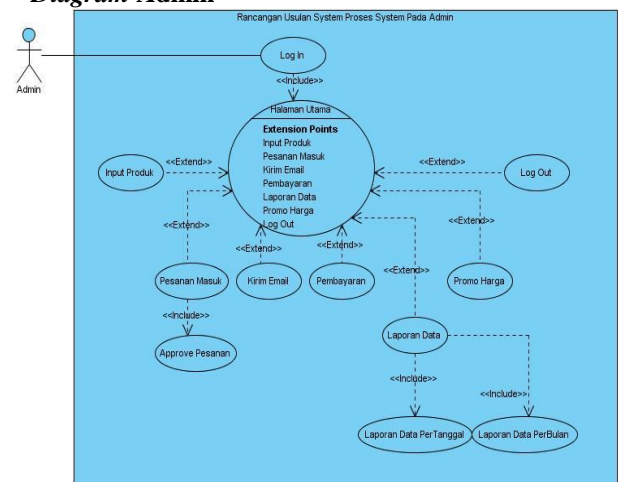 Diagram Admin
Rancangan Usulan System Proses System Pada Admin
Log In
Admin
<<Include>>
Halaman Utama
Extension Points
Input Produk
Pesanan Masuk
Kirim Email
Pembayaran
Laporan Data
Promo Harga
Log Out
Input Produk
<<Extend>>
<<Extend>>
Log Out
<<Extend>>
<<Extend>>
<<Extend>>
<<Extend>>
<<Extend>>
Pesanan Masuk
Kirim Email
Pembayaran
Promo Harga
<<Include>>
Laporan Data
Approve Pesanan
<<Include>>
<<Include>>
Laporan Data PerTanggal
Laporan Data PerBulan